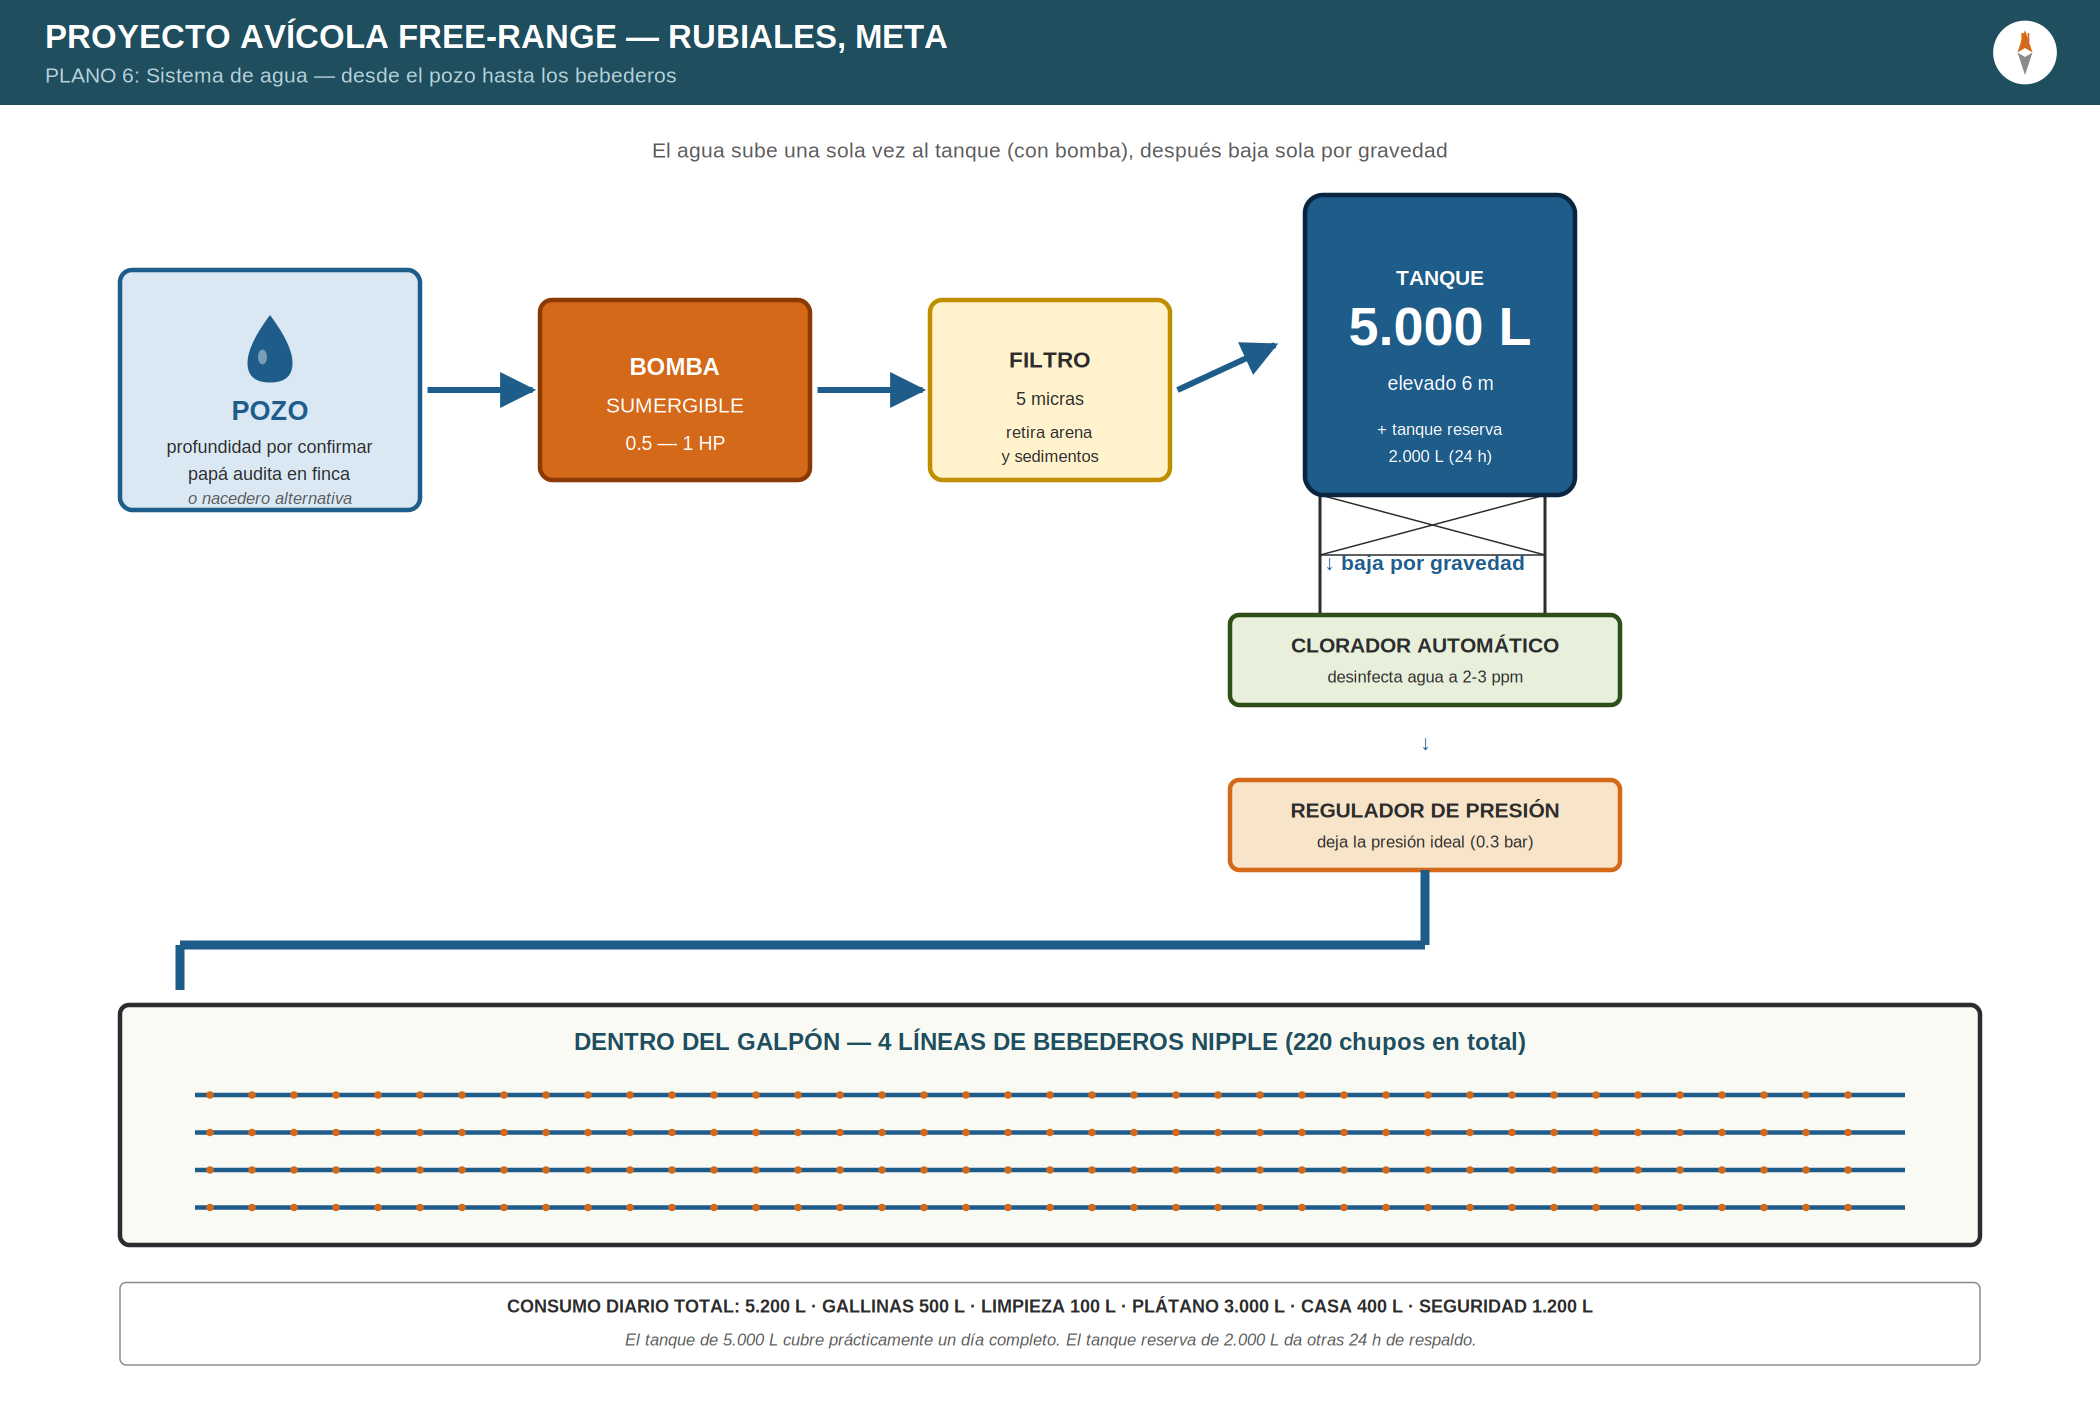 PROYECTO AVÍCOLA FREE-RANGE — RUBIALES, META
PLANO 6: Sistema de agua — desde el pozo hasta los bebederos
El agua sube una sola vez al tanque (con bomba), después baja sola por gravedad
POZO
profundidad por confirmar
papá audita en finca
o nacedero alternativa
BOMBA
SUMERGIBLE
0.5 — 1 HP
FILTRO
5 micras
retira arena
y sedimentos
TANQUE
5.000 L
elevado 6 m
+ tanque reserva
2.000 L (24 h)
↓ baja por gravedad
CLORADOR AUTOMÁTICO
desinfecta agua a 2-3 ppm
↓
REGULADOR DE PRESIÓN
deja la presión ideal (0.3 bar)
DENTRO DEL GALPÓN — 4 LÍNEAS DE BEBEDEROS NIPPLE (220 chupos en total)
CONSUMO DIARIO TOTAL: 5.200 L · GALLINAS 500 L · LIMPIEZA 100 L · PLÁTANO 3.000 L · CASA 400 L · SEGURIDAD 1.200 L
El tanque de 5.000 L cubre prácticamente un día completo. El tanque reserva de 2.000 L da otras 24 h de respaldo.